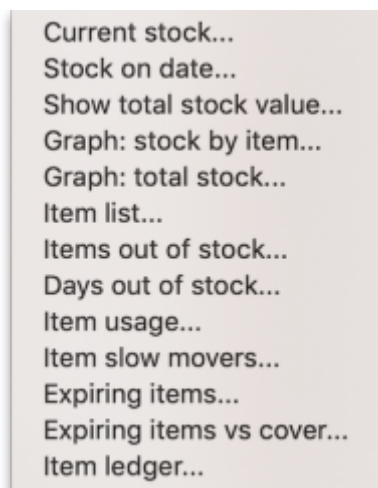 Current stock...
Stock on date...
Show total stock value...
Graph: stock by item...
Graph: total stock...
Item list...
Items out of stock...
Days out of stock...
Item usage...
Item slow movers...
Expiring items...
Expiring items vs cover...
Item ledger...